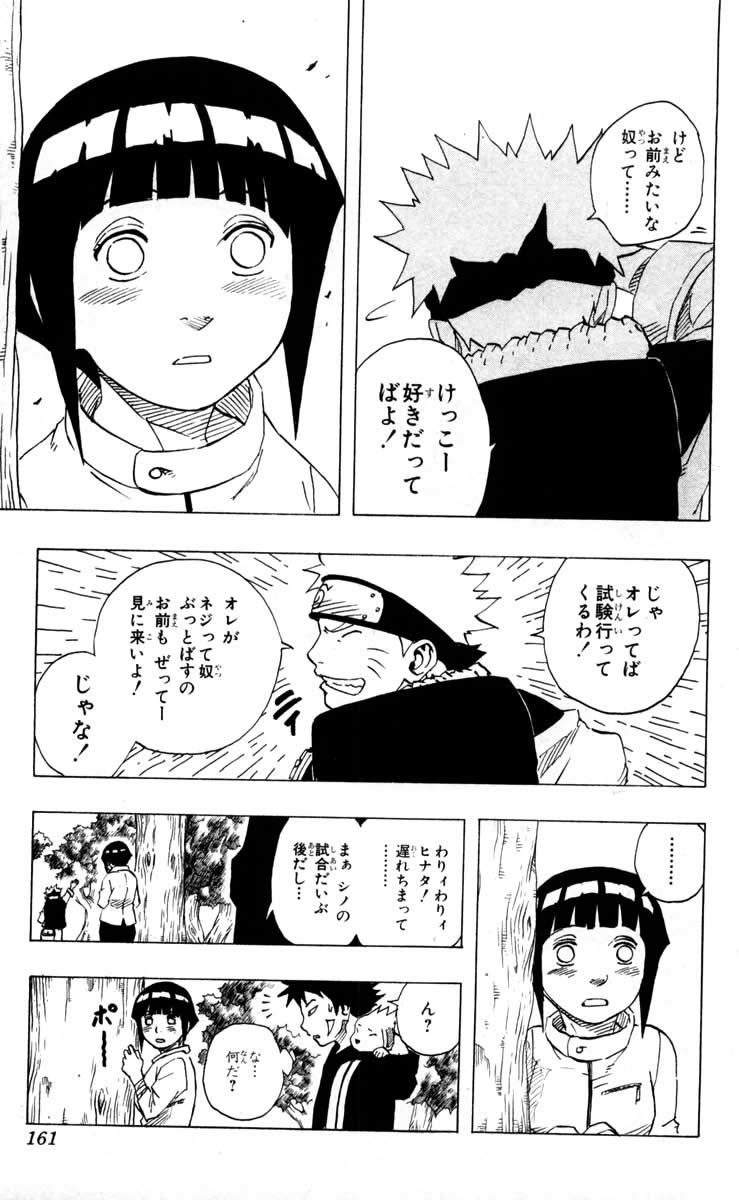 けど
お前みたいな
奴って……
けっこー
好きだって
ばよ！
じゃ
オレってば
試験行って
くるわ！
オレが
ネジって奴
ぶっとばすの
お前も ぜってー
見に来いよ！
じゃな！
………
わりィわりィ
ヒナタ！
遅れちまって
………
まぁ シノの
試合だいぶ
後だし…
ん？
な…
何だ？
ポー
161